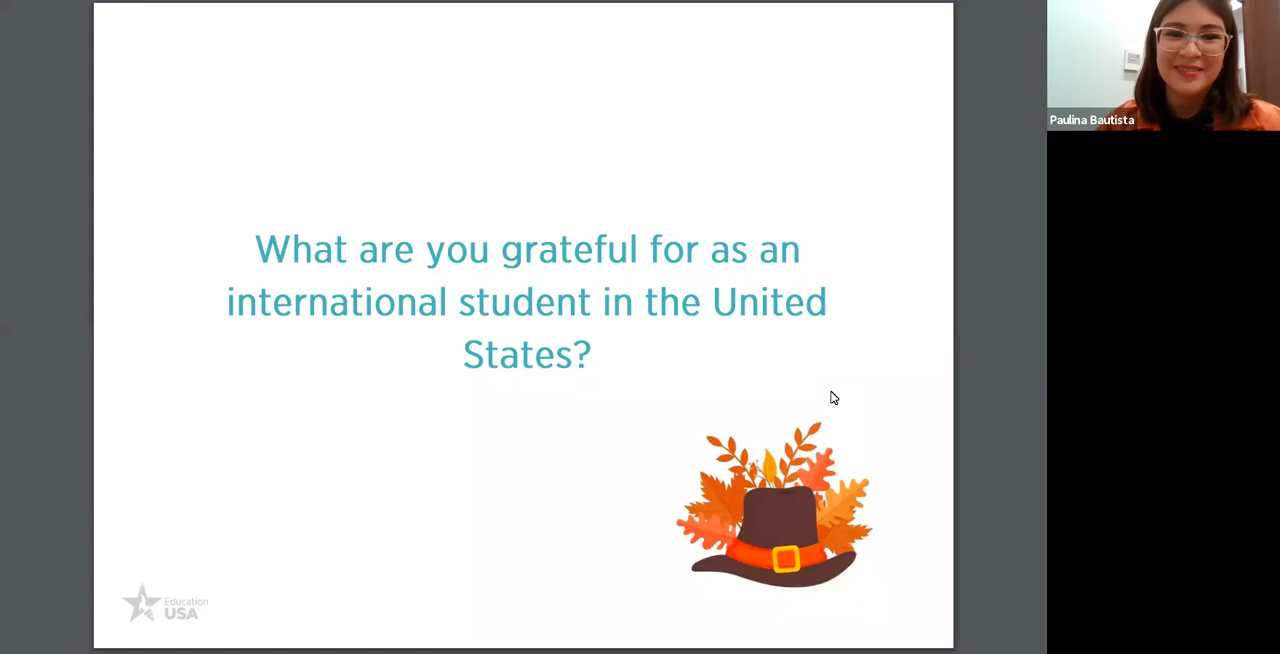 What are you grateful for as an
international student in the United
States?
Education
USA
Paulina Bautista